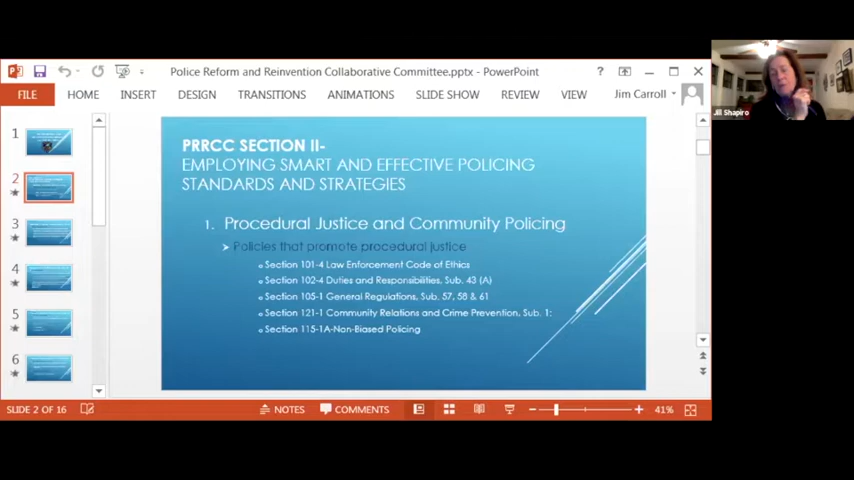 Police Reform and Reinvention Collaborative Committee.pptx - PowerPoint
?
FILE
HOME
INSERT
DESIGN
TRANSITIONS
ANIMATIONS
SLIDE SHOW
REVIEW
VIEW
Jim Carroll
Jill Shapiro
1
2
3
4
5
6
PRRCC SECTION II-
EMPLOYING SMART AND EFFECTIVE POLICING
STANDARDS AND STRATEGIES
1. Procedural Justice and Community Policing
Policies that promote procedural justice
Section 101-4 Law Enforcement Code of Ethics
Section 102-4 Duties and Responsibilities, Sub. 43 (A)
Section 105-1 General Regulations, Sub. 57, 58 & 61
Section 121-1 Community Relations and Crime Prevention, Sub. 1:
Section 115-1A-Non-Biased Policing
SLIDE 2 OF 16
NOTES
COMMENTS
41%